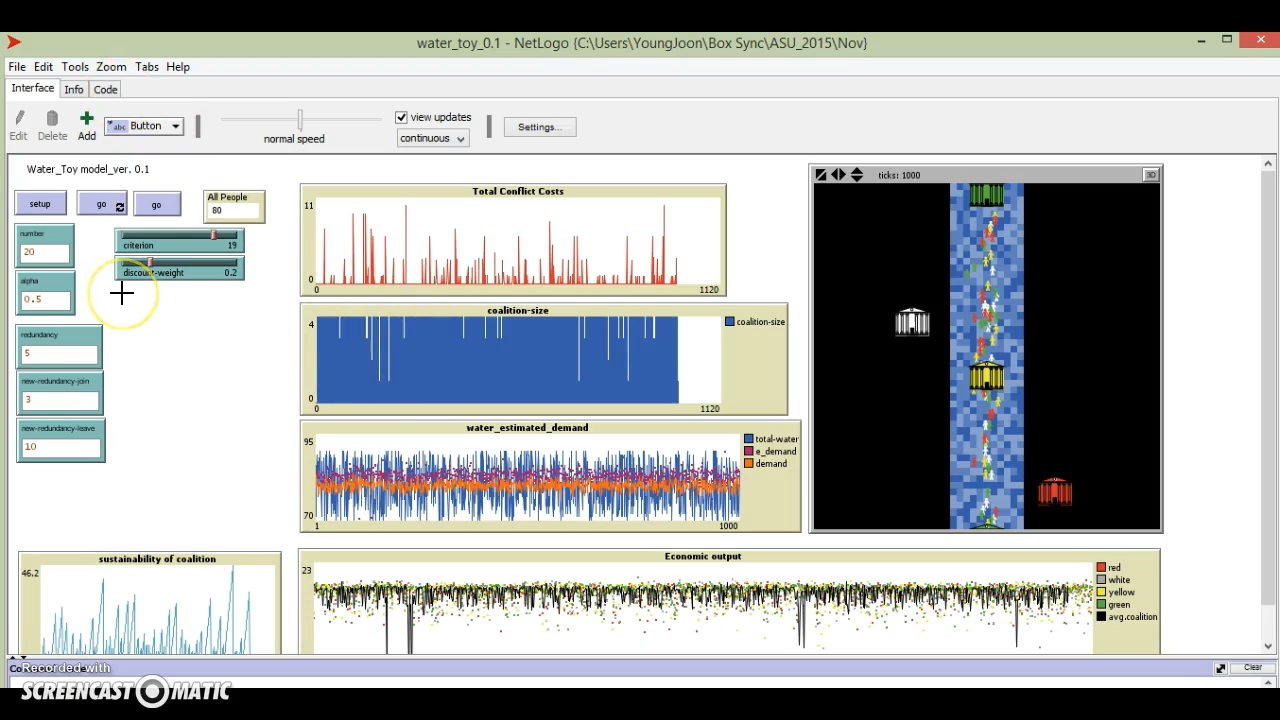 water_toy_0.1 - NetLogo {C:\Users\YoungJoon\Box Sync\ASU_2015\Nov}
File Edit Tools Zoom Tabs Help
Interface Info Code
Edit Delete Add abc Button normal speed view updates continuous Settings...
Water_Toy model_ver. 0.1
setup go go
All People
80
number
20
criterion 19
discount-weight 0.2
alpha
0.5
redundancy
5
new-redundancy-join
3
new-redundancy-leave
10
Total Conflict Costs
11
0
0 1120
coalition-size
4
0
0 1120
coalition-size
water_estimated_demand
95
70
1 1000
total-water
e_demand
demand
ticks: 1000 3D
sustainability of coalition
46.2
Economic output
23
red
white
yellow
green
avg.coalition
Clear
Recorded with
SCREENCAST MATIC